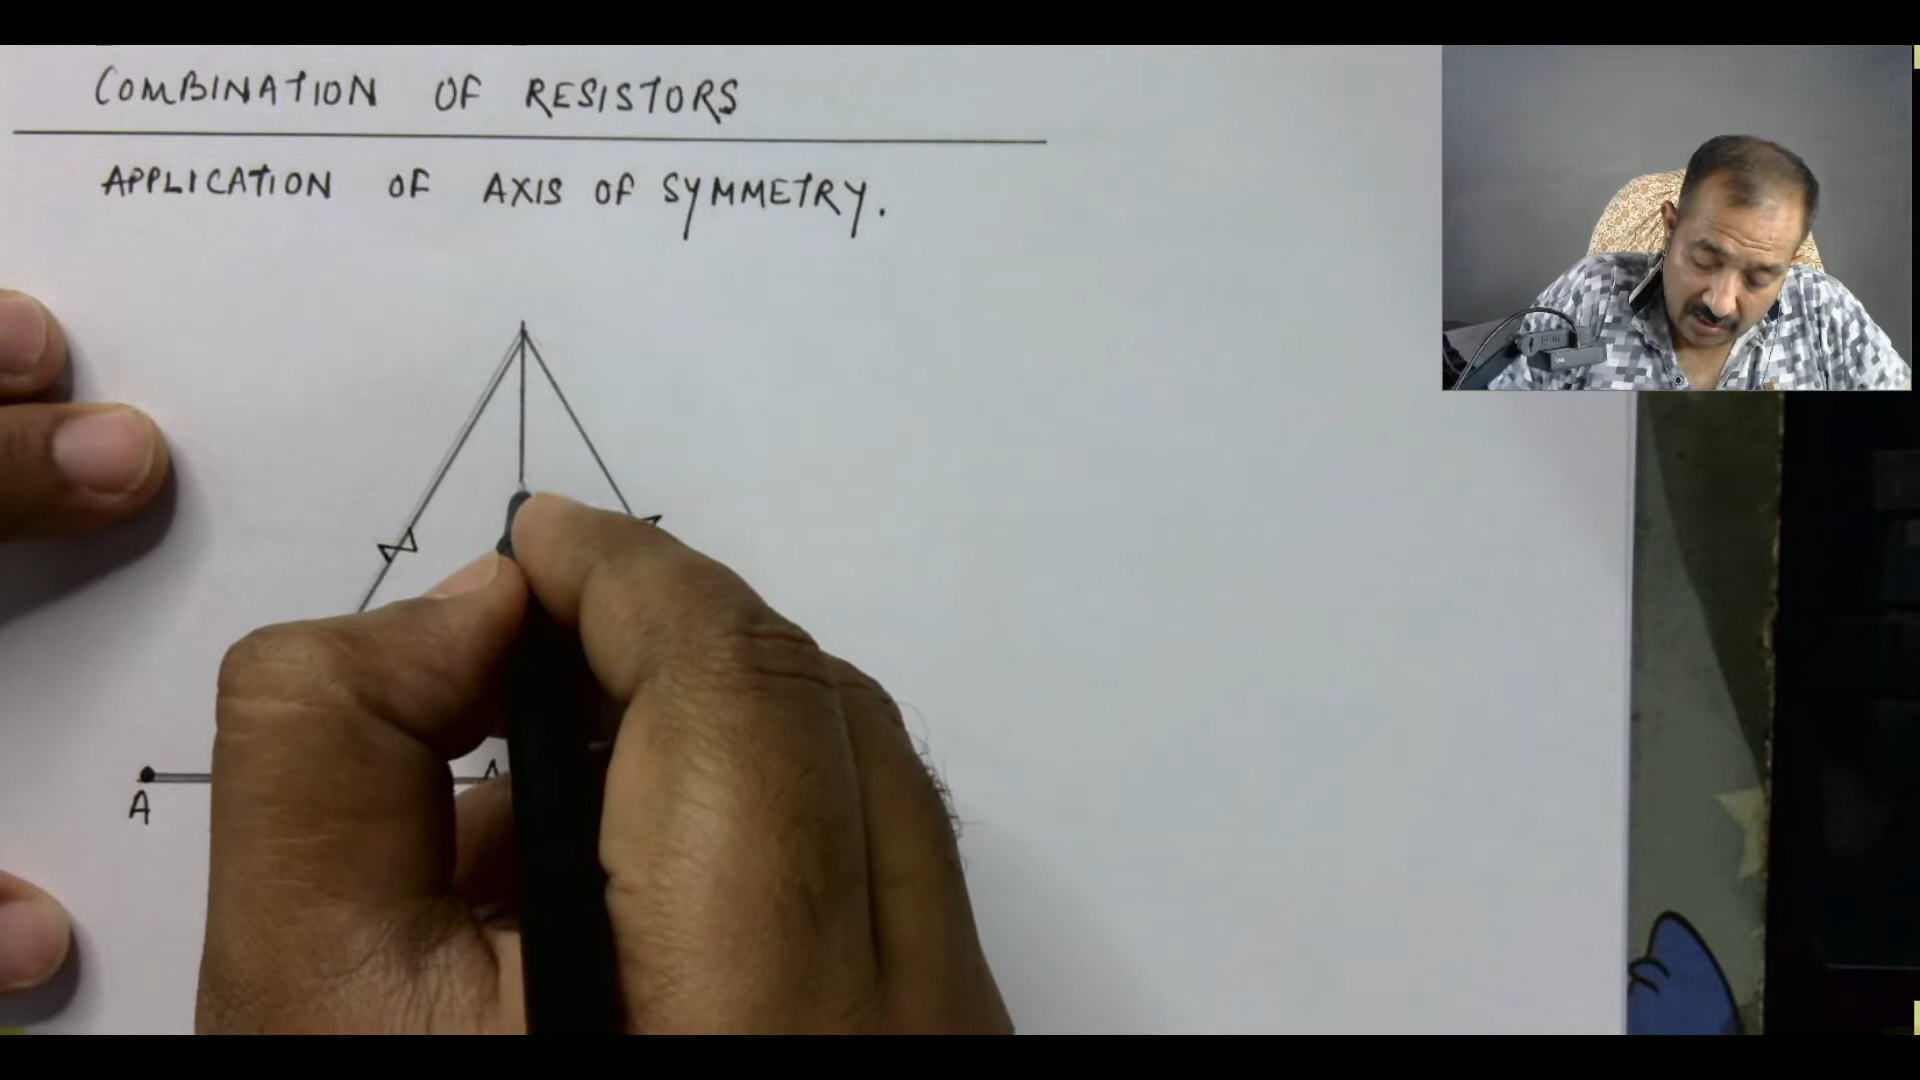 COMBINATION OF RESISTORS
APPLICATION OF AXIS OF SYMMETRY.
A